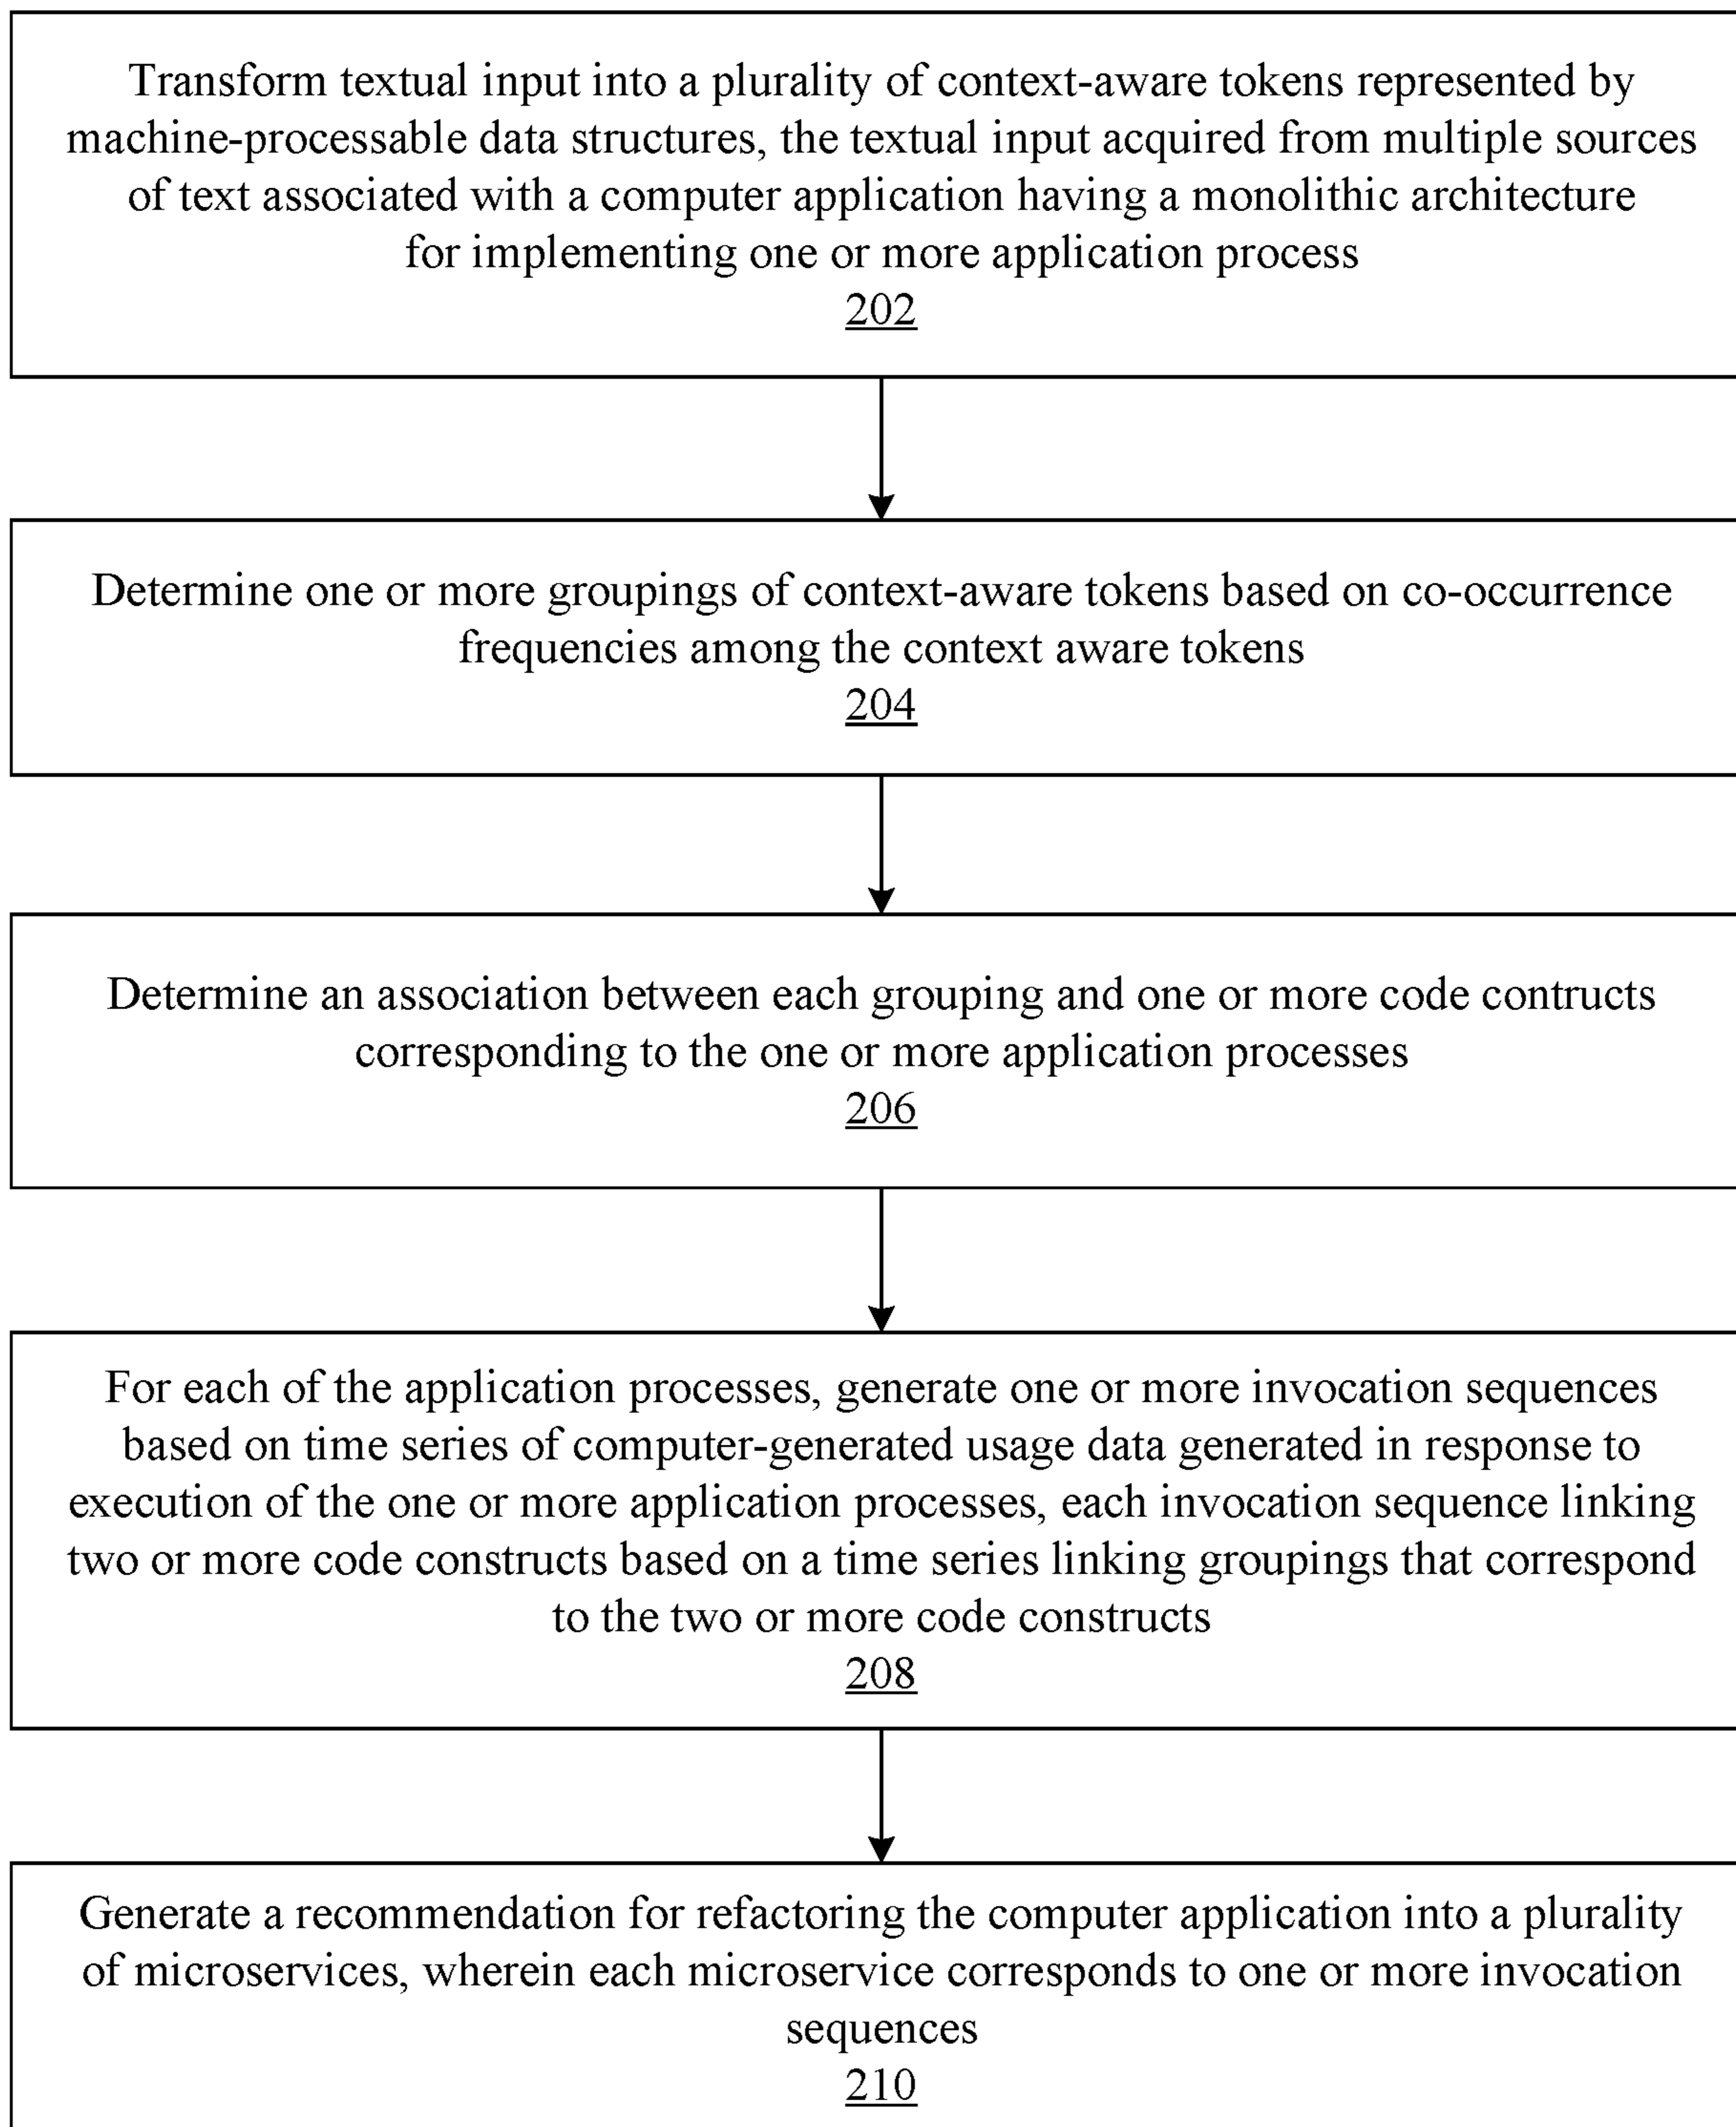 Transform textual input into a plurality of context-aware tokens represented by
machine-processable data structures, the textual input acquired from multiple sources
of text associated with a computer application having a monolithic architecture
for implementing one or more application process
202
Determine one or more groupings of context-aware tokens based on co-occurrence
frequencies among the context aware tokens
204
Determine an association between each grouping and one or more code contructs
corresponding to the one or more application processes
206
For each of the application processes, generate one or more invocation sequences
based on time series of computer-generated usage data generated in response to
execution of the one or more application processes, each invocation sequence linking
two or more code constructs based on a time series linking groupings that correspond
to the two or more code constructs
208
Generate a recommendation for refactoring the computer application into a plurality
of microservices, wherein each microservice corresponds to one or more invocation
sequences
210